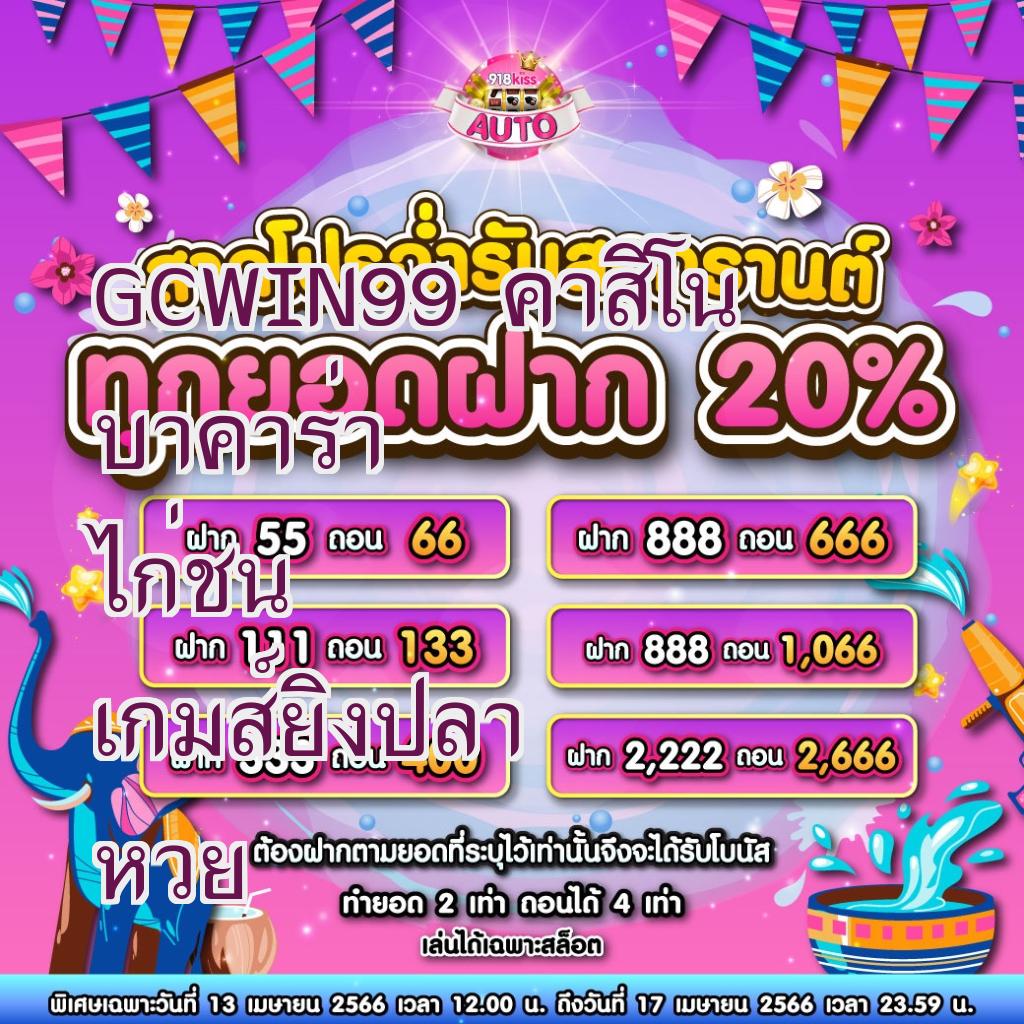 918kiss
AUTO
GCWIN99 คาสิโน
ทุกยอดฝาก 20%
บาคาร่า
ไก่ชน
ฝาก 55 ถอน 66
ฝาก 888 ถอน 666
ฝาก 111 ถอน 133
ฝาก 888 ถอน 1,066
เกมส์ยิงปลา
ฝาก 2,222 ถอน 2,666
หวย
ต้องฝากตามยอดที่ระบุไว้เท่านั้นจึงจะได้รับโบนัส
ทำยอด 2 เท่า ถอนได้ 4 เท่า
เล่นได้เฉพาะสล็อต
พิเศษเฉพาะวันที่ 13 เมษายน 2566 เวลา 12.00 น. ถึงวันที่ 17 เมษายน 2566 เวลา 23.59 น.